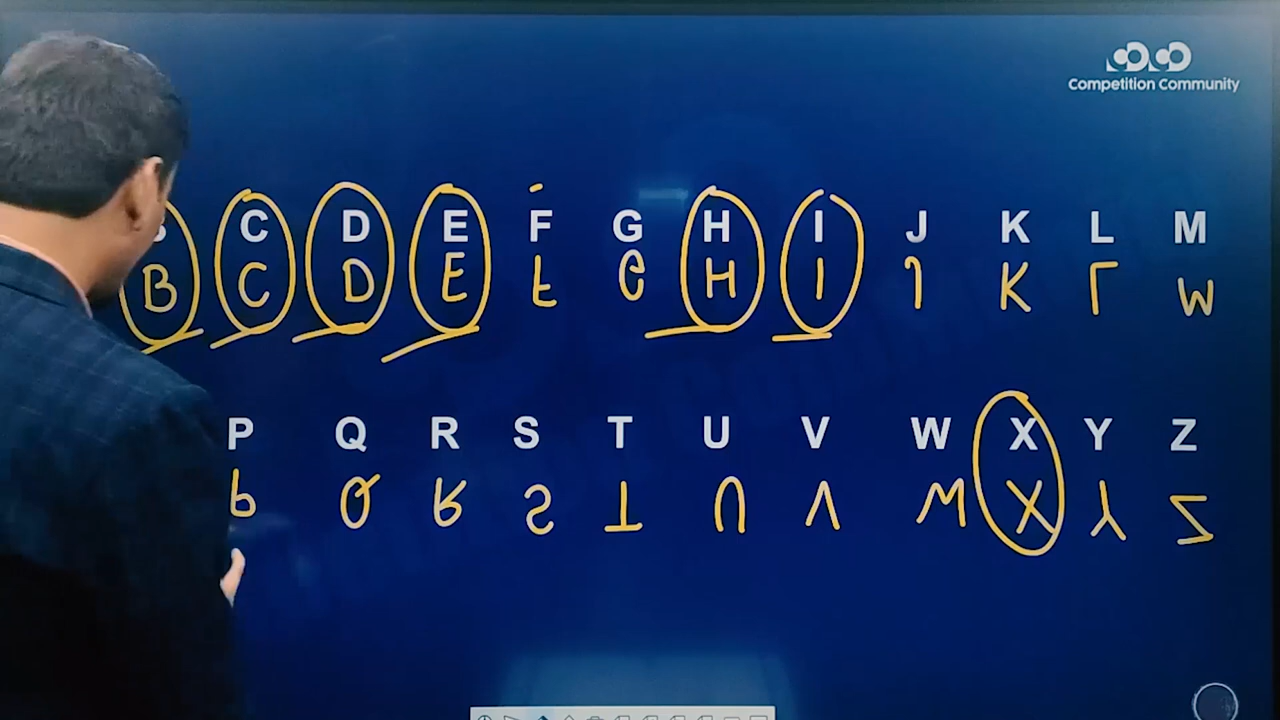 Competition Community
B C D E F G H I J K L M
B C D E F G H I J K L M
P Q R S T U V W X Y Z
P Q R S T U V W X Y Z